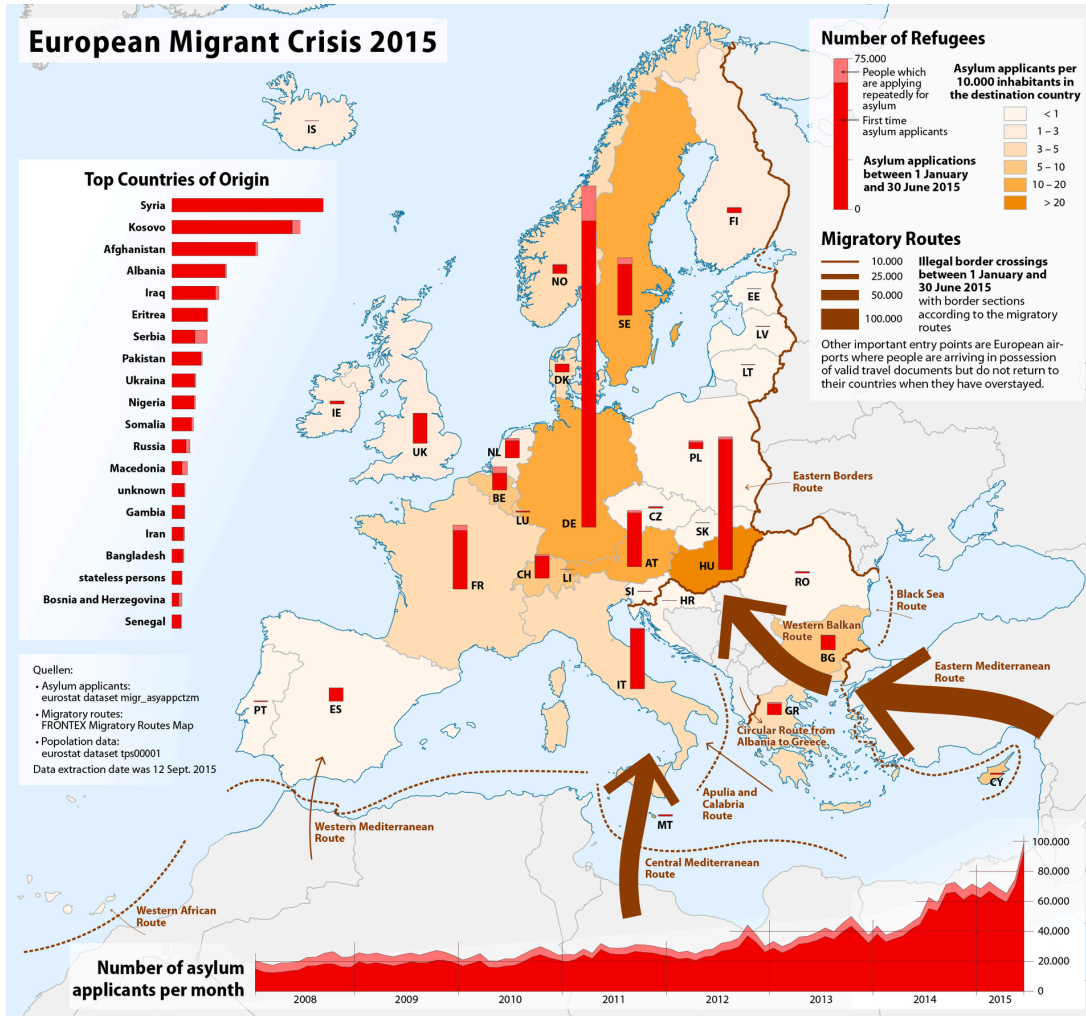 European Migrant Crisis 2015
Number of Refugees
75.000
People which
are applying
repeatedly for
asylum
First time
asylum applicants
Asylum applications
between 1 January
and 30 June 2015
0
Asylum applicants per
10.000 inhabitants in
the destination country
< 1
1 – 3
3 – 5
5 – 10
10 – 20
> 20
Migratory Routes
10.000
25.000
50.000
100.000
Illegal border crossings
between 1 January and
30 June 2015
with border sections
according to the migratory
routes
Other important entry points are European air-
ports where people are arriving in possession
of valid travel documents but do not return to
their countries when they have overstayed.
Top Countries of Origin
Syria
Kosovo
Afghanistan
Albania
Iraq
Eritrea
Serbia
Pakistan
Ukraina
Nigeria
Somalia
Russia
Macedonia
unknown
Gambia
Iran
Bangladesh
stateless persons
Bosnia and Herzegovina
Senegal
Quellen:
• Asylum applicants:
eurostat dataset migr_asyappctzm
• Migratory routes:
FRONTEX Migratory Routes Map
• Popolation data:
eurostat dataset tps00001
Data extraction date was 12 Sept. 2015
IS
FI
NO
SE
EE
LV
LT
DK
IE
UK
NL
BE
LU
DE
PL
CZ
SK
FR
CH
LI
AT
HU
SI
HR
RO
BG
IT
GR
PT
ES
MT
CY
Eastern Borders
Route
Black Sea
Route
Western Balkan
Route
Eastern Mediterranean
Route
Circular Route from
Albania to Greece
Apulia and
Calabria
Route
Central Mediterranean
Route
Western Mediterranean
Route
Western African
Route
Number of asylum
applicants per month
100.000
80.000
60.000
40.000
20.000
0
2008
2009
2010
2011
2012
2013
2014
2015